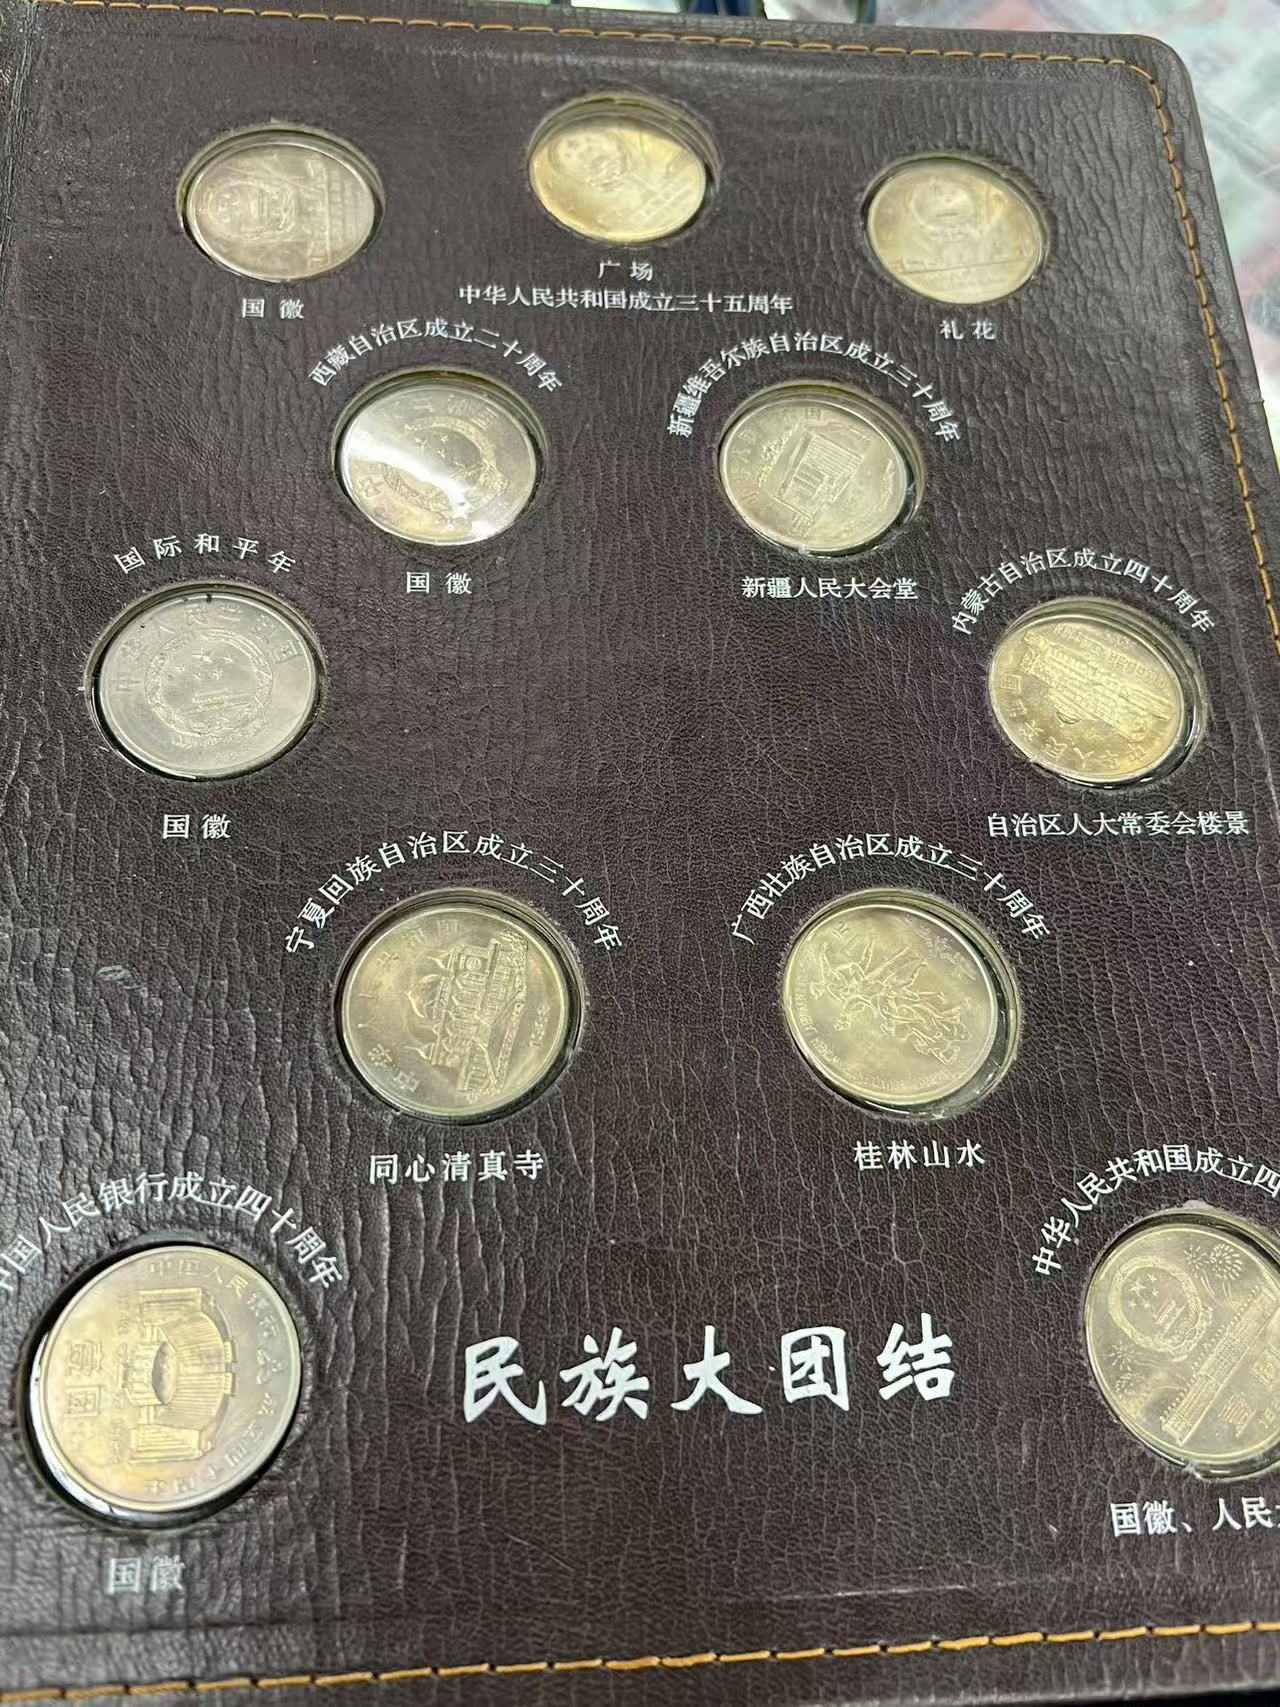 国徽
广场
中华人民共和国成立三十五周年
礼花
西藏自治区成立二十周年
国徽
新疆维吾尔族自治区成立三十周年
新疆人民大会堂
国际和平年
国徽
内蒙古自治区成立四十周年
自治区人大常委会楼景
宁夏回族自治区成立三十周年
同心清真寺
广西壮族自治区成立三十周年
桂林山水
中国人民银行成立四十周年
国徽
民族大团结
中华人民共和国成立四
国徽、人民